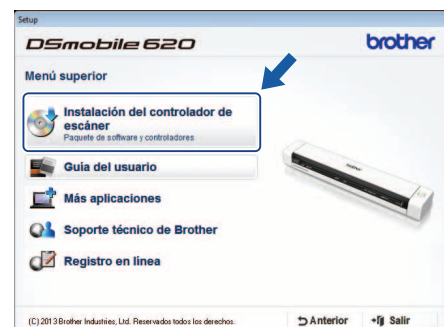 Setup
DSmobile 620
brother
Menú superior
Instalación del controlador de
escáner
Paquete de software y controladores
Guía del usuario
Más aplicaciones
Soporte técnico de Brother
Registro en línea
(C) 2013 Brother Industries, Ltd. Reservados todos los derechos.
Anterior
Salir